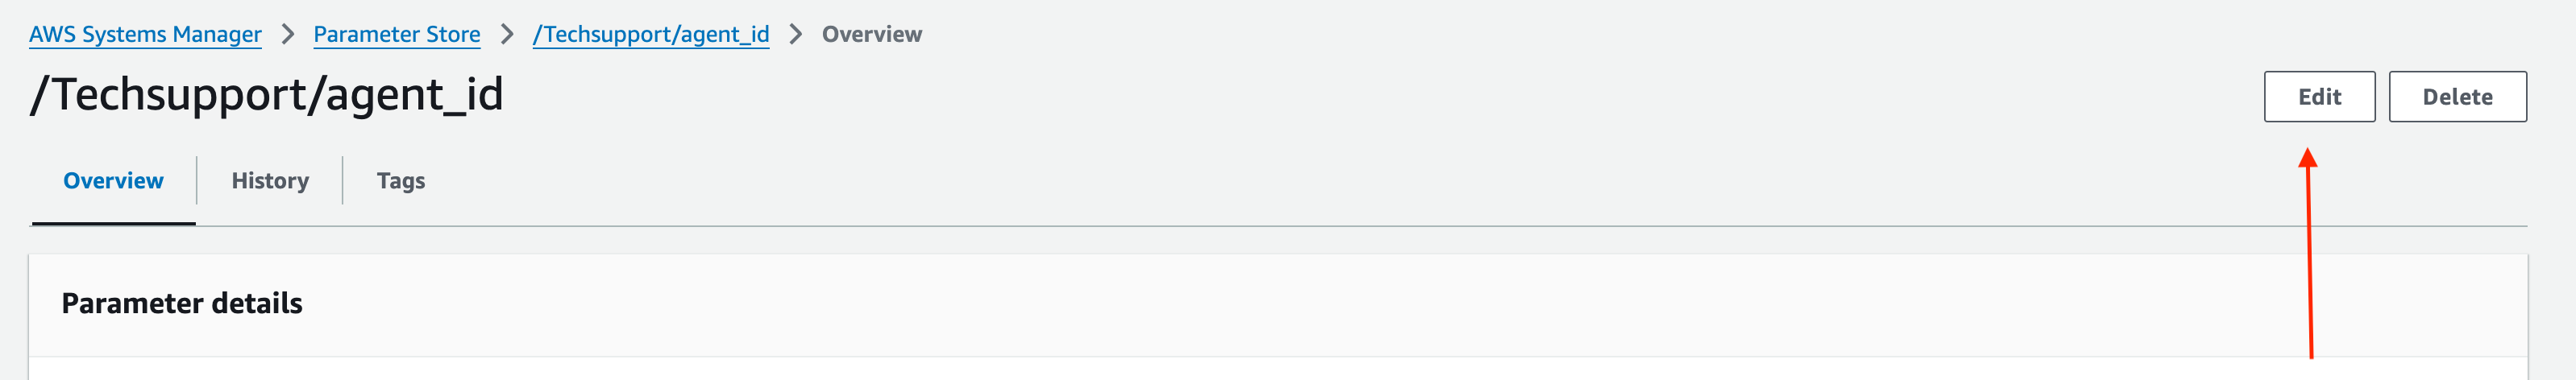 AWS Systems Manager > Parameter Store > /Techsupport/agent_id > Overview
/Techsupport/agent_id
Edit Delete
Overview History Tags
Parameter details